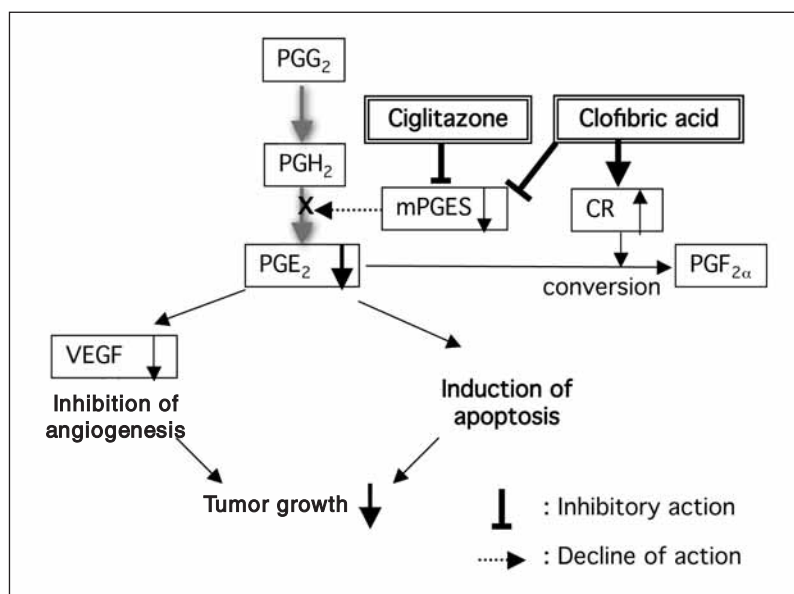 PGG₂
Ciglitazone
Clofibric acid
PGH₂
X
mPGES
CR
PGE₂
PGF₂α
conversion
VEGF
Inhibition of
angiogenesis
Induction of
apoptosis
Tumor growth
: Inhibitory action
: Decline of action